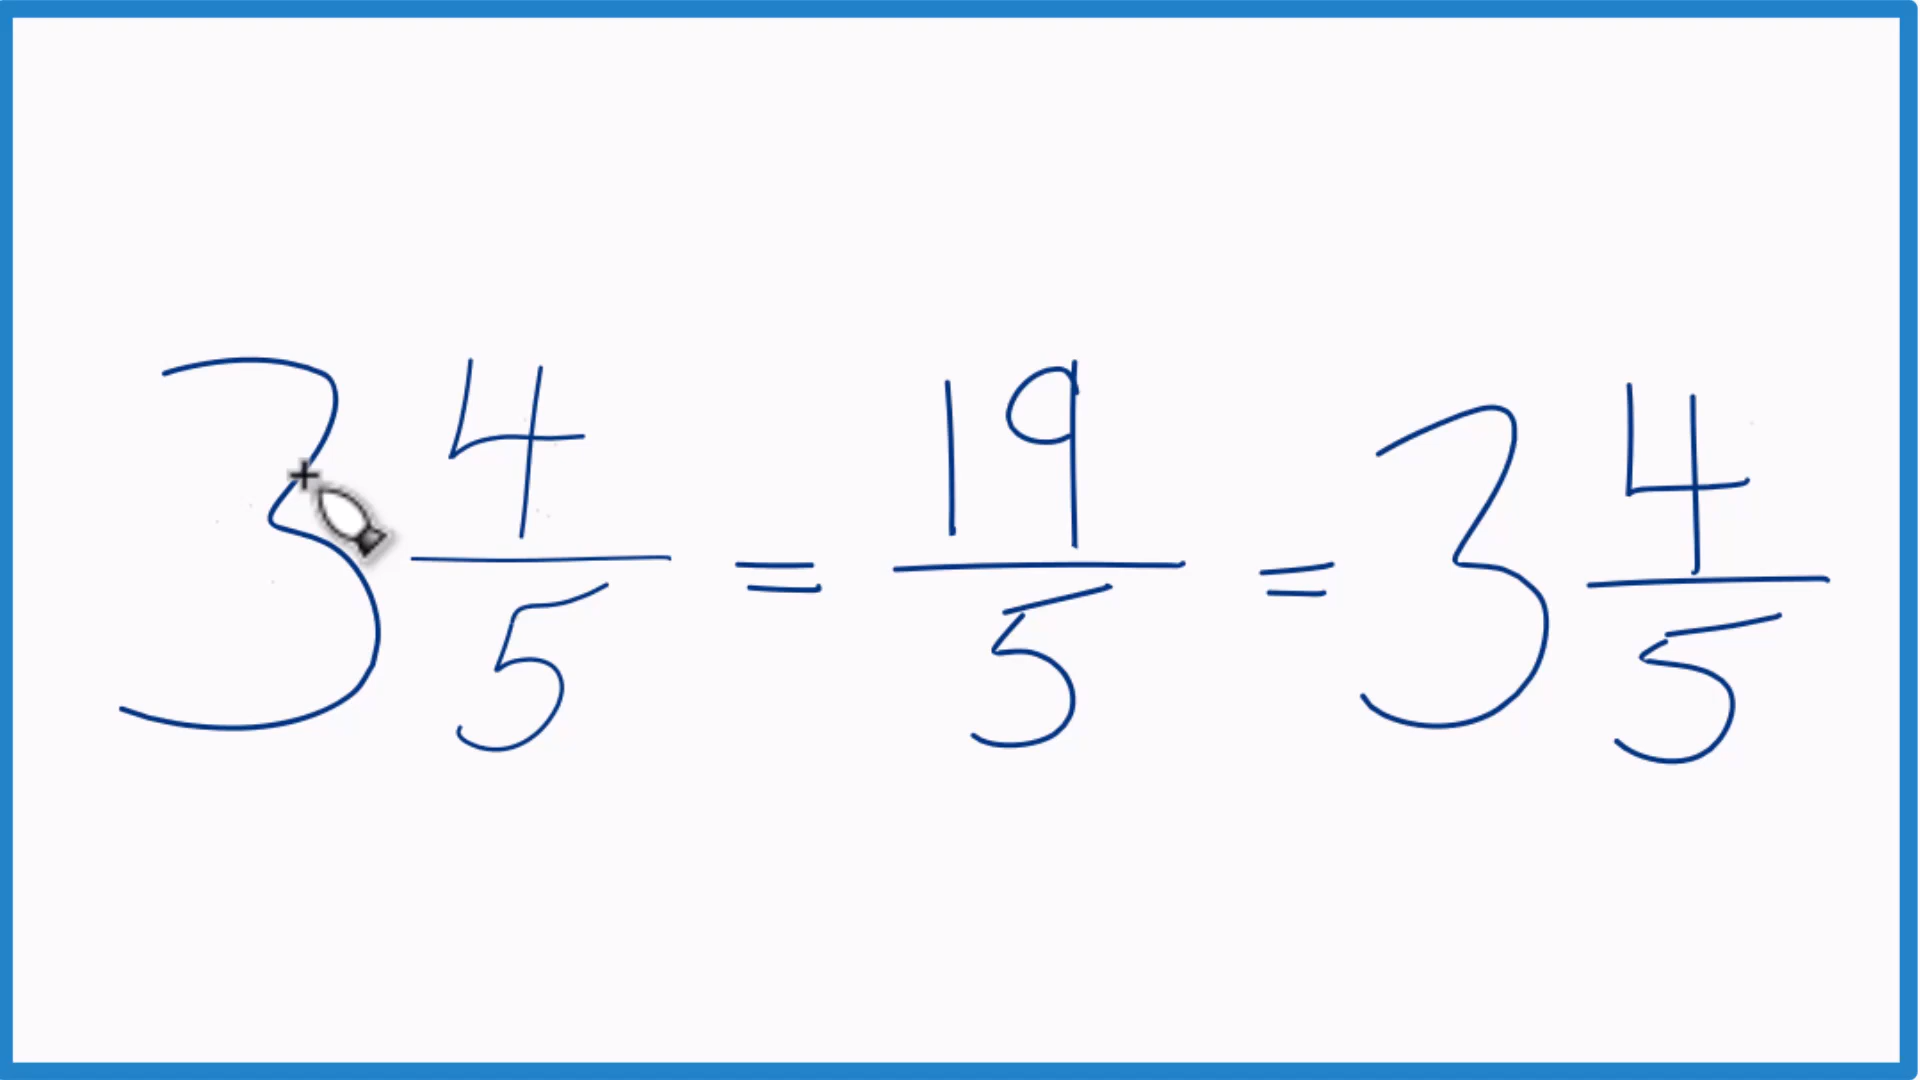 3 4/5 = 19/5 = 3 4/5